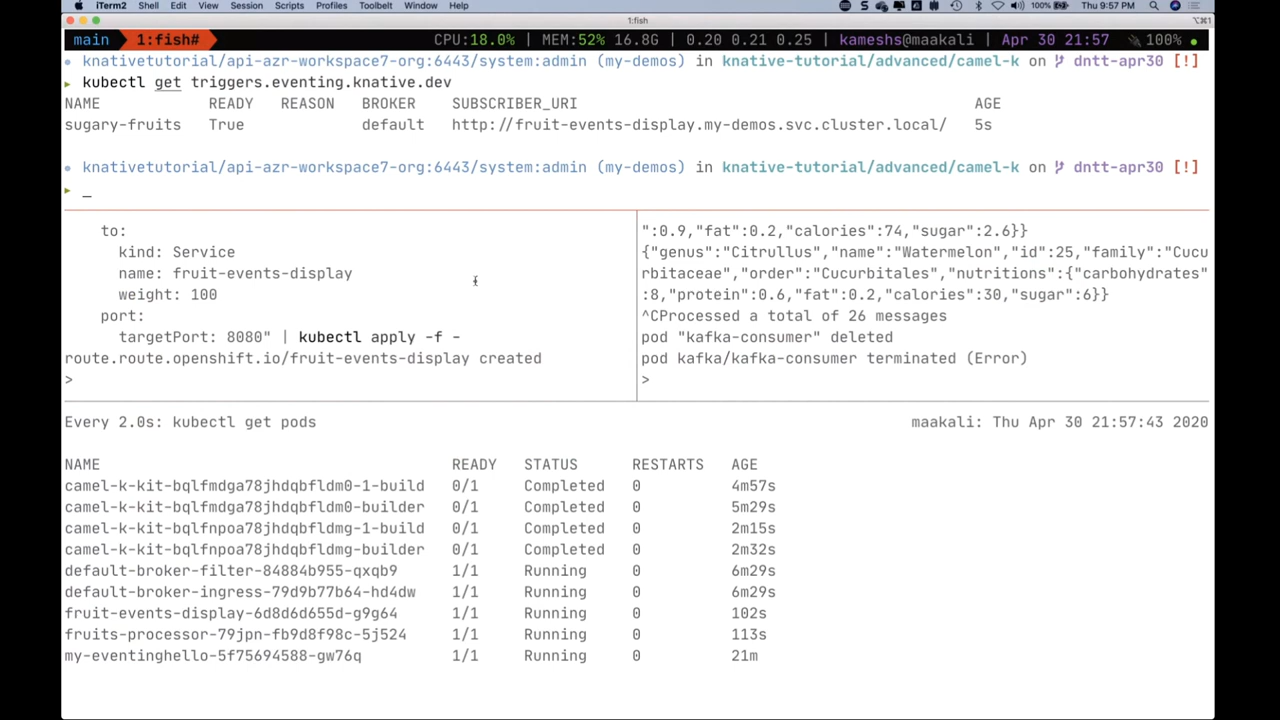 iTerm2 Shell Edit View Session Scripts Profiles Toolbelt Window Help 100% Thu 9:57 PM
1:fish ⌥⌘1
main 1:fish# CPU:18.0% | MEM:52% 16.8G | 0.20 0.21 0.25 | kameshs@maakali | Apr 30 21:57 100% ●
knativetutorial/api-azr-workspace7-org:6443/system:admin (my-demos) in knative-tutorial/advanced/camel-k on dntt-apr30 [!]
kubectl get triggers.eventing.knative.dev
NAME READY REASON BROKER SUBSCRIBER_URI AGE
sugary-fruits True default http://fruit-events-display.my-demos.svc.cluster.local/ 5s
knativetutorial/api-azr-workspace7-org:6443/system:admin (my-demos) in knative-tutorial/advanced/camel-k on dntt-apr30 [!]
_
to:
kind: Service
name: fruit-events-display
weight: 100
port:
targetPort: 8080" | kubectl apply -f -
route.route.openshift.io/fruit-events-display created
>
":0.9,"fat":0.2,"calories":74,"sugar":2.6}}
{"genus":"Citrullus","name":"Watermelon","id":25,"family":"Cucu
rbitaceae","order":"Cucurbitales","nutritions":{"carbohydrates"
:8,"protein":0.6,"fat":0.2,"calories":30,"sugar":6}}
^CProcessed a total of 26 messages
pod "kafka-consumer" deleted
pod kafka/kafka-consumer terminated (Error)
>
Every 2.0s: kubectl get pods maakali: Thu Apr 30 21:57:43 2020
NAME READY STATUS RESTARTS AGE
camel-k-kit-bqlfmdga78jhdqbfldm0-1-build 0/1 Completed 0 4m57s
camel-k-kit-bqlfmdga78jhdqbfldm0-builder 0/1 Completed 0 5m29s
camel-k-kit-bqlfnpoa78jhdqbfldmg-1-build 0/1 Completed 0 2m15s
camel-k-kit-bqlfnpoa78jhdqbfldmg-builder 0/1 Completed 0 2m32s
default-broker-filter-84884b955-qxqb9 1/1 Running 0 6m29s
default-broker-ingress-79d9b77b64-hd4dw 1/1 Running 0 6m29s
fruit-events-display-6d8d6d655d-g9g64 1/1 Running 0 102s
fruits-processor-79jpn-fb9d8f98c-5j524 1/1 Running 0 113s
my-eventinghello-5f75694588-gw76q 1/1 Running 0 21m